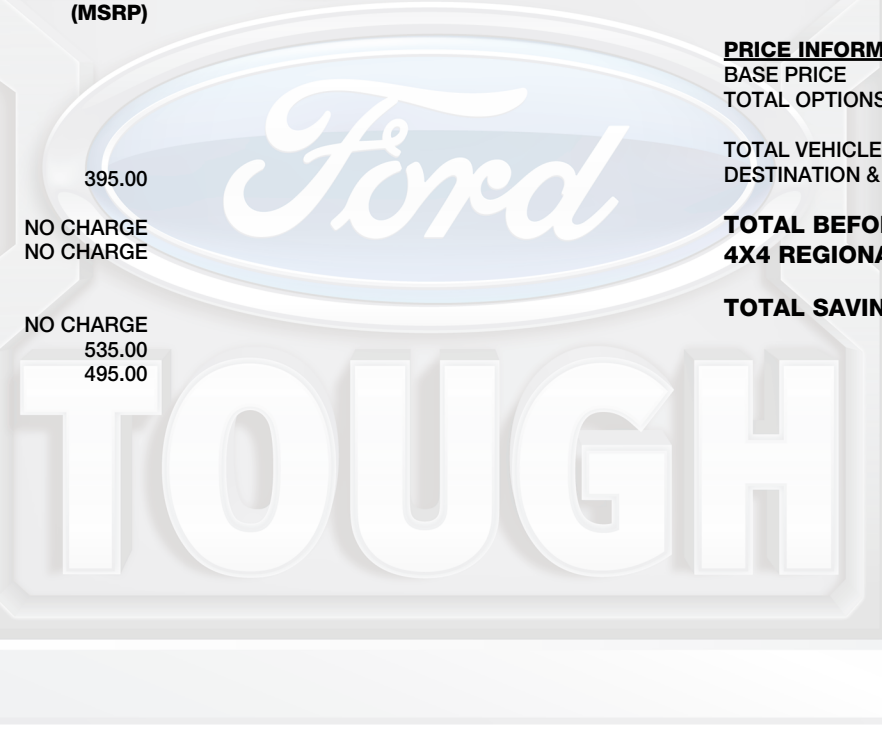 (MSRP)
395.00
NO CHARGE
NO CHARGE
NO CHARGE
535.00
495.00
PRICE INFORM
BASE PRICE
TOTAL OPTIONS
TOTAL VEHICLE
DESTINATION &
TOTAL BEFO
4X4 REGIONA
TOTAL SAVIN
Ford
TOUGH